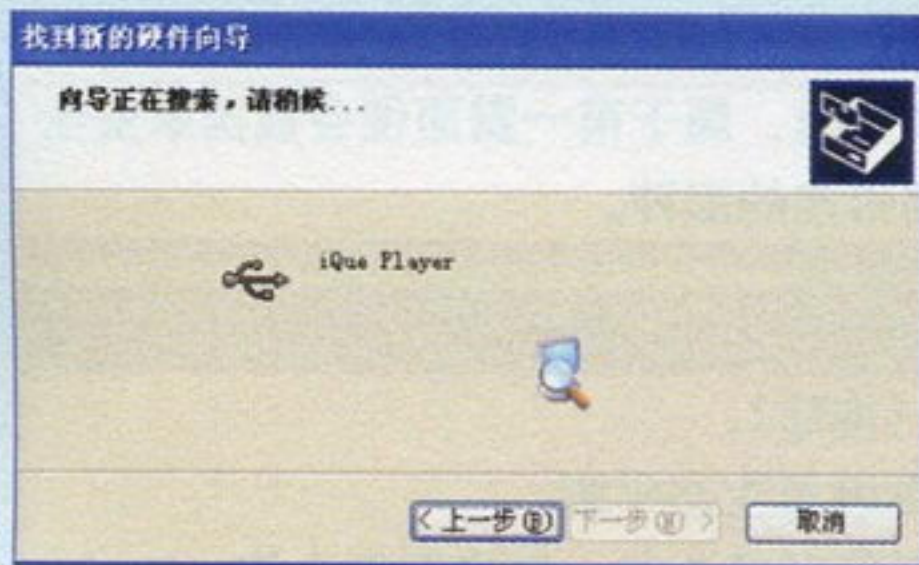 找到新的硬件向导
向导正在搜索，请稍候...
iQue Player
< 上一步(B) 下一步(N) > 取消